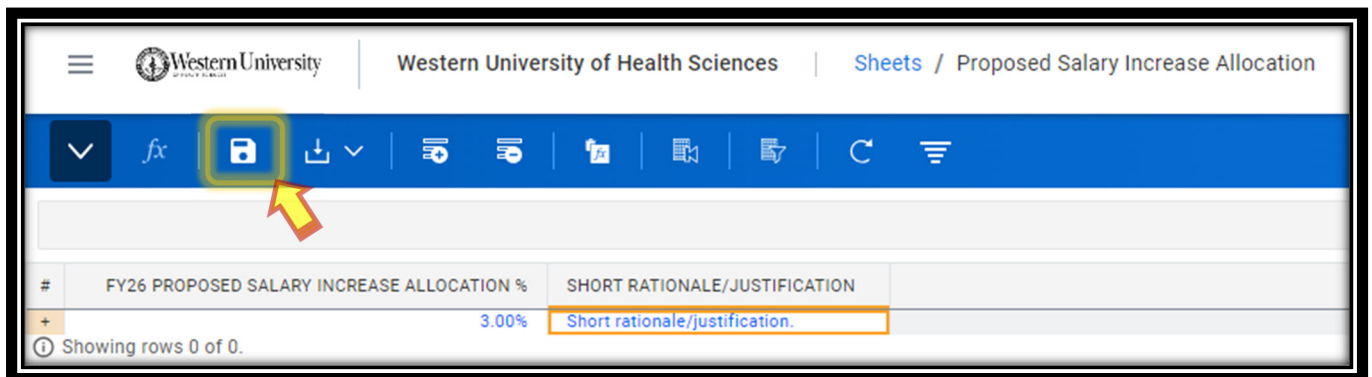 Western University
Western University of Health Sciences
Sheets / Proposed Salary Increase Allocation
fx
fx
# FY26 PROPOSED SALARY INCREASE ALLOCATION % SHORT RATIONALE/JUSTIFICATION
+ 3.00% Short rationale/justification.
Showing rows 0 of 0.